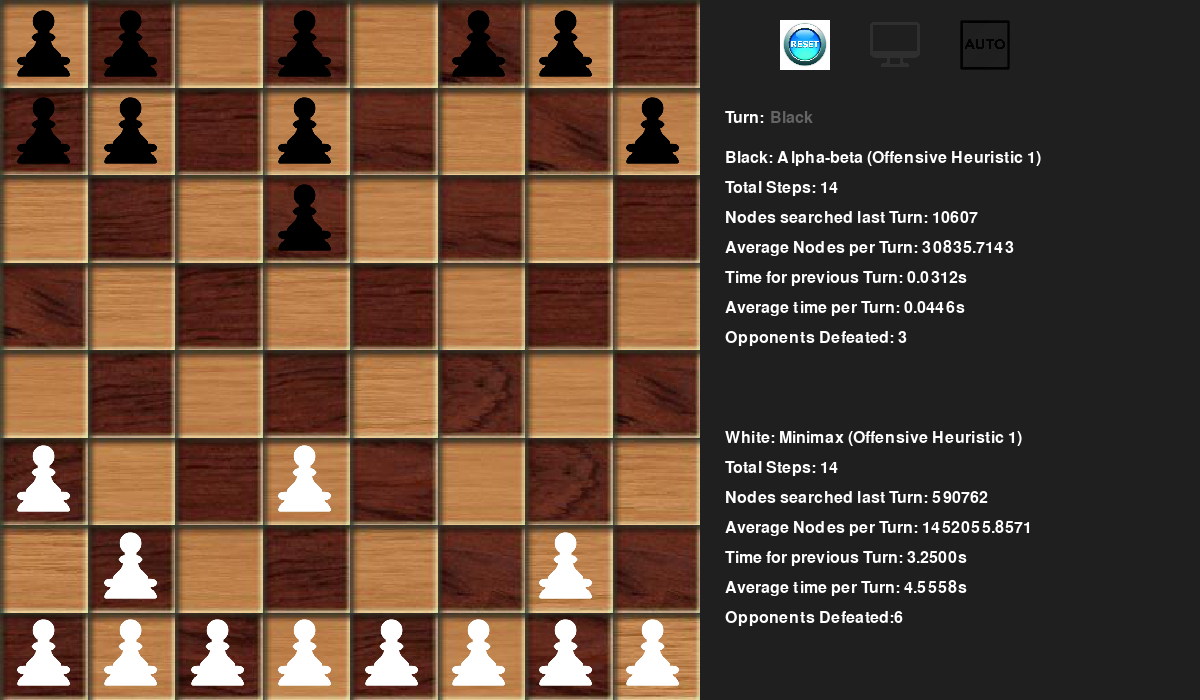 RESET
AUTO
Turn: Black
Black: Alpha-beta (Offensive Heuristic 1)
Total Steps: 14
Nodes searched last Turn: 10607
Average Nodes per Turn: 30835.7143
Time for previous Turn: 0.0312s
Average time per Turn: 0.0446s
Opponents Defeated: 3
White: Minimax (Offensive Heuristic 1)
Total Steps: 14
Nodes searched last Turn: 590762
Average Nodes per Turn: 1452055.8571
Time for previous Turn: 3.2500s
Average time per Turn: 4.5558s
Opponents Defeated:6